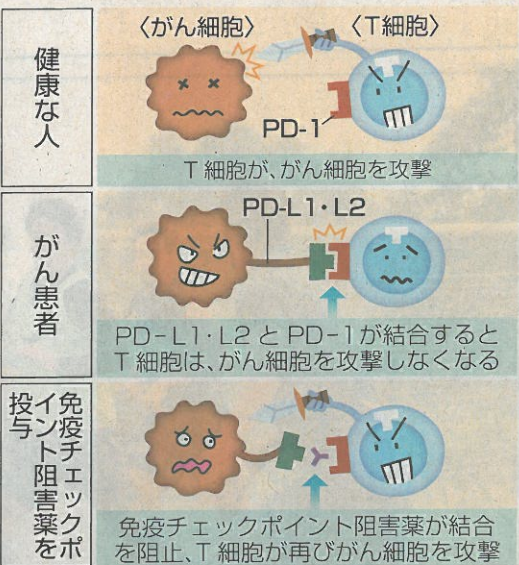 健康な人
〈がん細胞〉
〈T細胞〉
PD-1
T細胞が、がん細胞を攻撃
がん患者
PD-L1・L2
PD-L1・L2とPD-1が結合すると
T細胞は、がん細胞を攻撃しなくなる
免疫チェックポ
イント阻害薬を
投与
免疫チェックポイント阻害薬が結合
を阻止、T細胞が再びがん細胞を攻撃